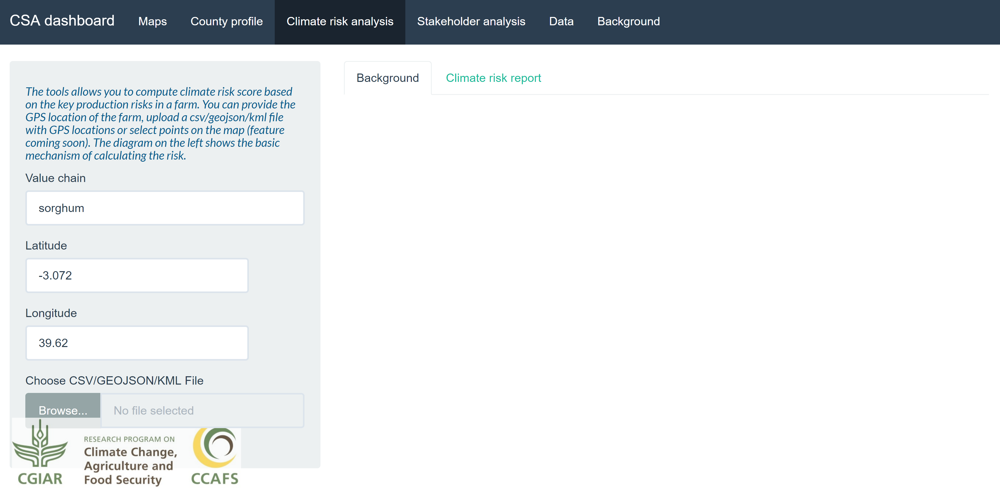 CSA dashboard Maps County profile Climate risk analysis Stakeholder analysis Data Background
Background Climate risk report
The tools allows you to compute climate risk score based
on the key production risks in a farm. You can provide the
GPS location of the farm, upload a csv/geojson/kml file
with GPS locations or select points on the map (feature
coming soon). The diagram on the left shows the basic
mechanism of calculating the risk.
Value chain
sorghum
Latitude
-3.072
Longitude
39.62
Choose CSV/GEOJSON/KML File
Browse... No file selected
CGIAR
RESEARCH PROGRAM ON
Climate Change,
Agriculture and
Food Security
CCAFS